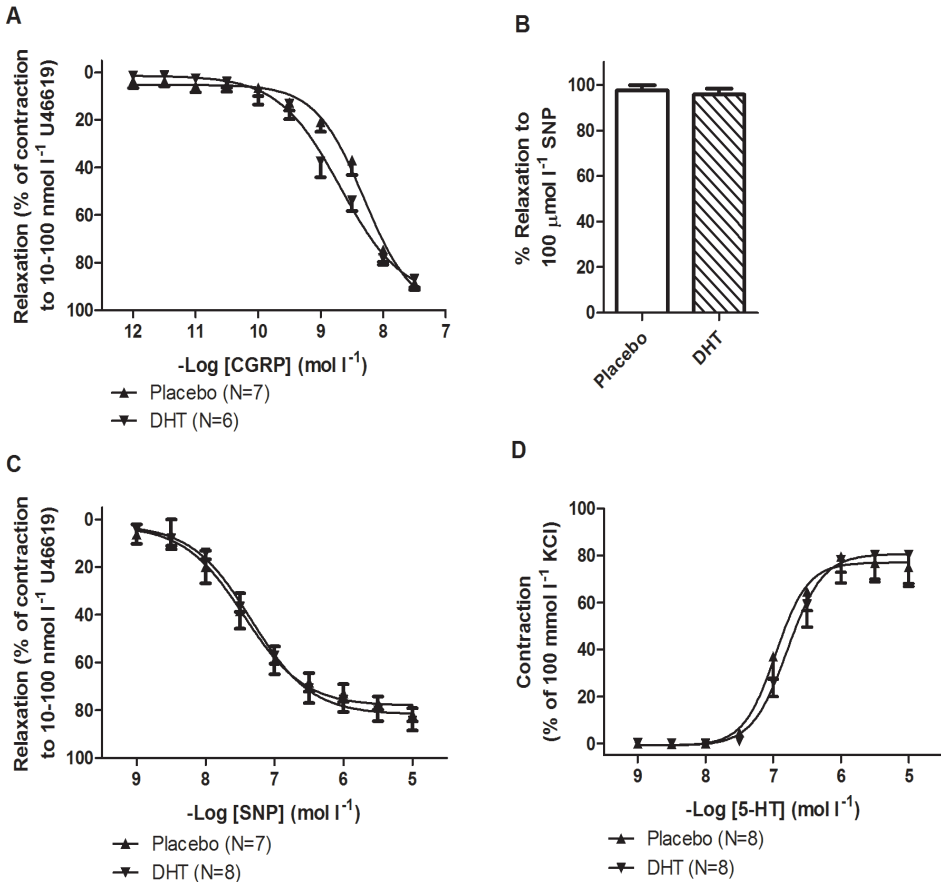 A
Relaxation (% of contraction
to 10-100 nmol l⁻¹ U46619)
0
20
40
60
80
100
12 11 10 9 8 7
-Log [CGRP] (mol l⁻¹)
Placebo (N=7)
DHT (N=6)
B
% Relaxation to
100 µmol l⁻¹ SNP
100
80
60
40
20
0
Placebo
DHT
C
Relaxation (% of contraction
to 10-100 nmol l⁻¹ U46619)
0
20
40
60
80
100
9 8 7 6 5
-Log [SNP] (mol l⁻¹)
Placebo (N=7)
DHT (N=8)
D
Contraction
(% of 100 mmol l⁻¹ KCl)
100
80
60
40
20
0
9 8 7 6 5
-Log [5-HT] (mol l⁻¹)
Placebo (N=8)
DHT (N=8)